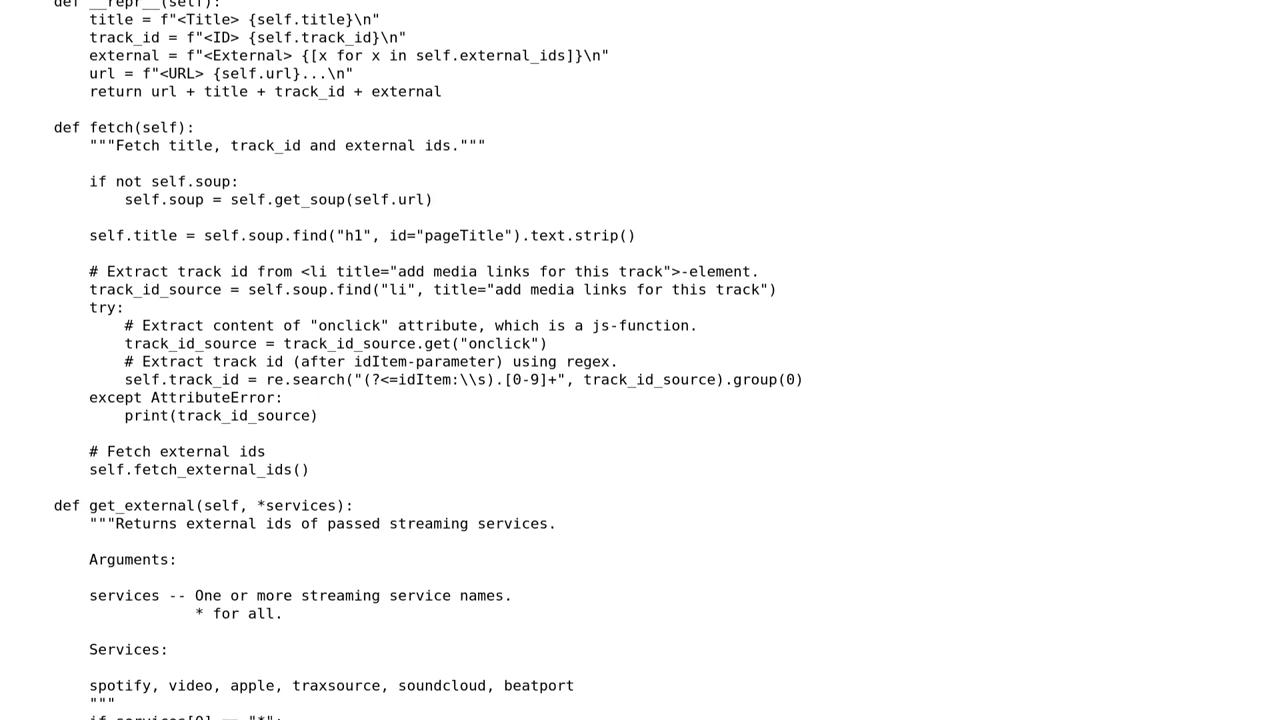 def __repr__(self):
title = f"<Title> {self.title}\n"
track_id = f"<ID> {self.track_id}\n"
external = f"<External> {[x for x in self.external_ids]}\n"
url = f"<URL> {self.url}...\n"
return url + title + track_id + external
def fetch(self):
"""Fetch title, track_id and external ids."""
if not self.soup:
self.soup = self.get_soup(self.url)
self.title = self.soup.find("h1", id="pageTitle").text.strip()
# Extract track id from <li title="add media links for this track">-element.
track_id_source = self.soup.find("li", title="add media links for this track")
try:
# Extract content of "onclick" attribute, which is a js-function.
track_id_source = track_id_source.get("onclick")
# Extract track id (after idItem-parameter) using regex.
self.track_id = re.search("(?<=idItem:\\s).[0-9]+", track_id_source).group(0)
except AttributeError:
print(track_id_source)
# Fetch external ids
self.fetch_external_ids()
def get_external(self, *services):
"""Returns external ids of passed streaming services.
Arguments:
services -- One or more streaming service names.
* for all.
Services:
spotify, video, apple, traxsource, soundcloud, beatport
"""
if services[0] == "*":